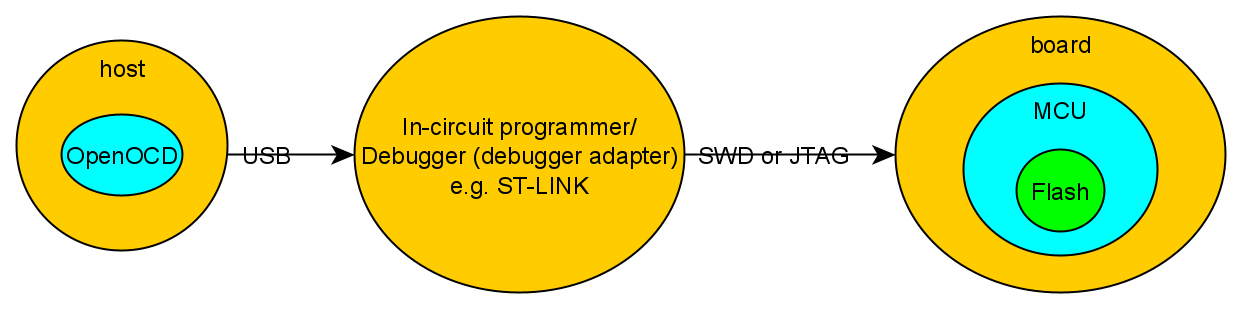 host
OpenOCD
USB
In-circuit programmer/
Debugger (debugger adapter)
e.g. ST-LINK
SWD or JTAG
board
MCU
Flash